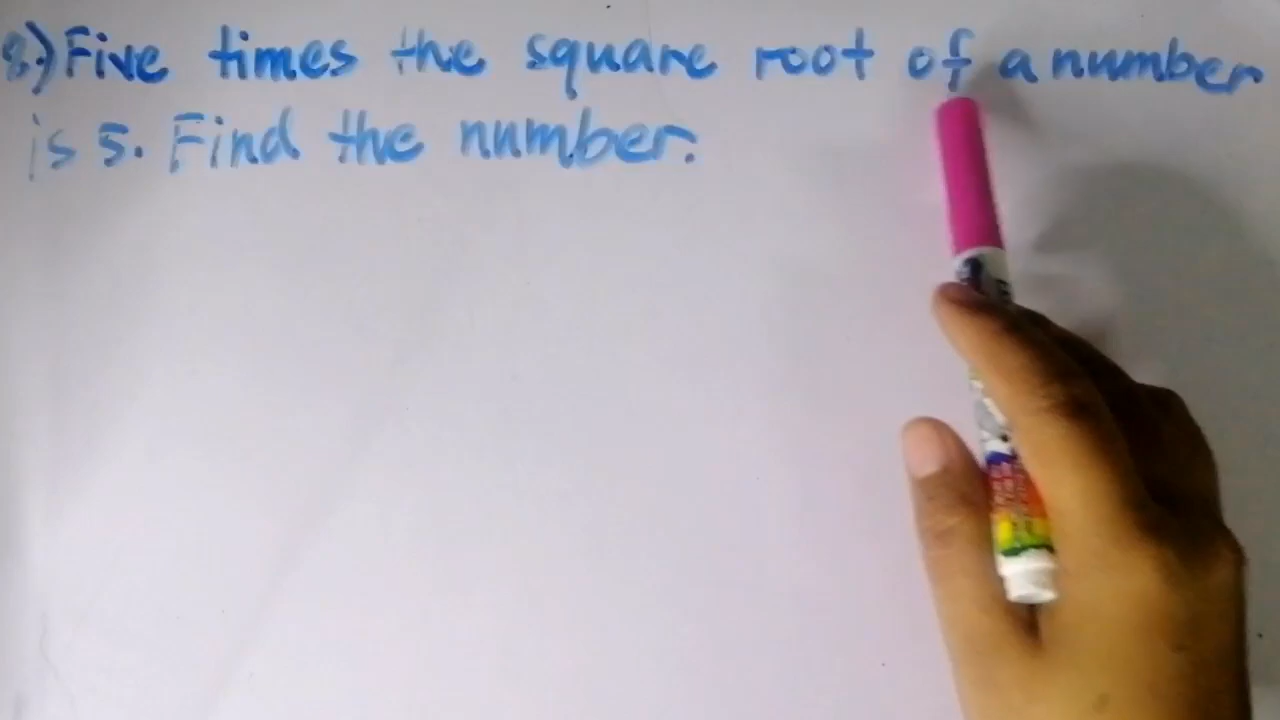 8.) Five times the square root of a number
is 5. Find the number.